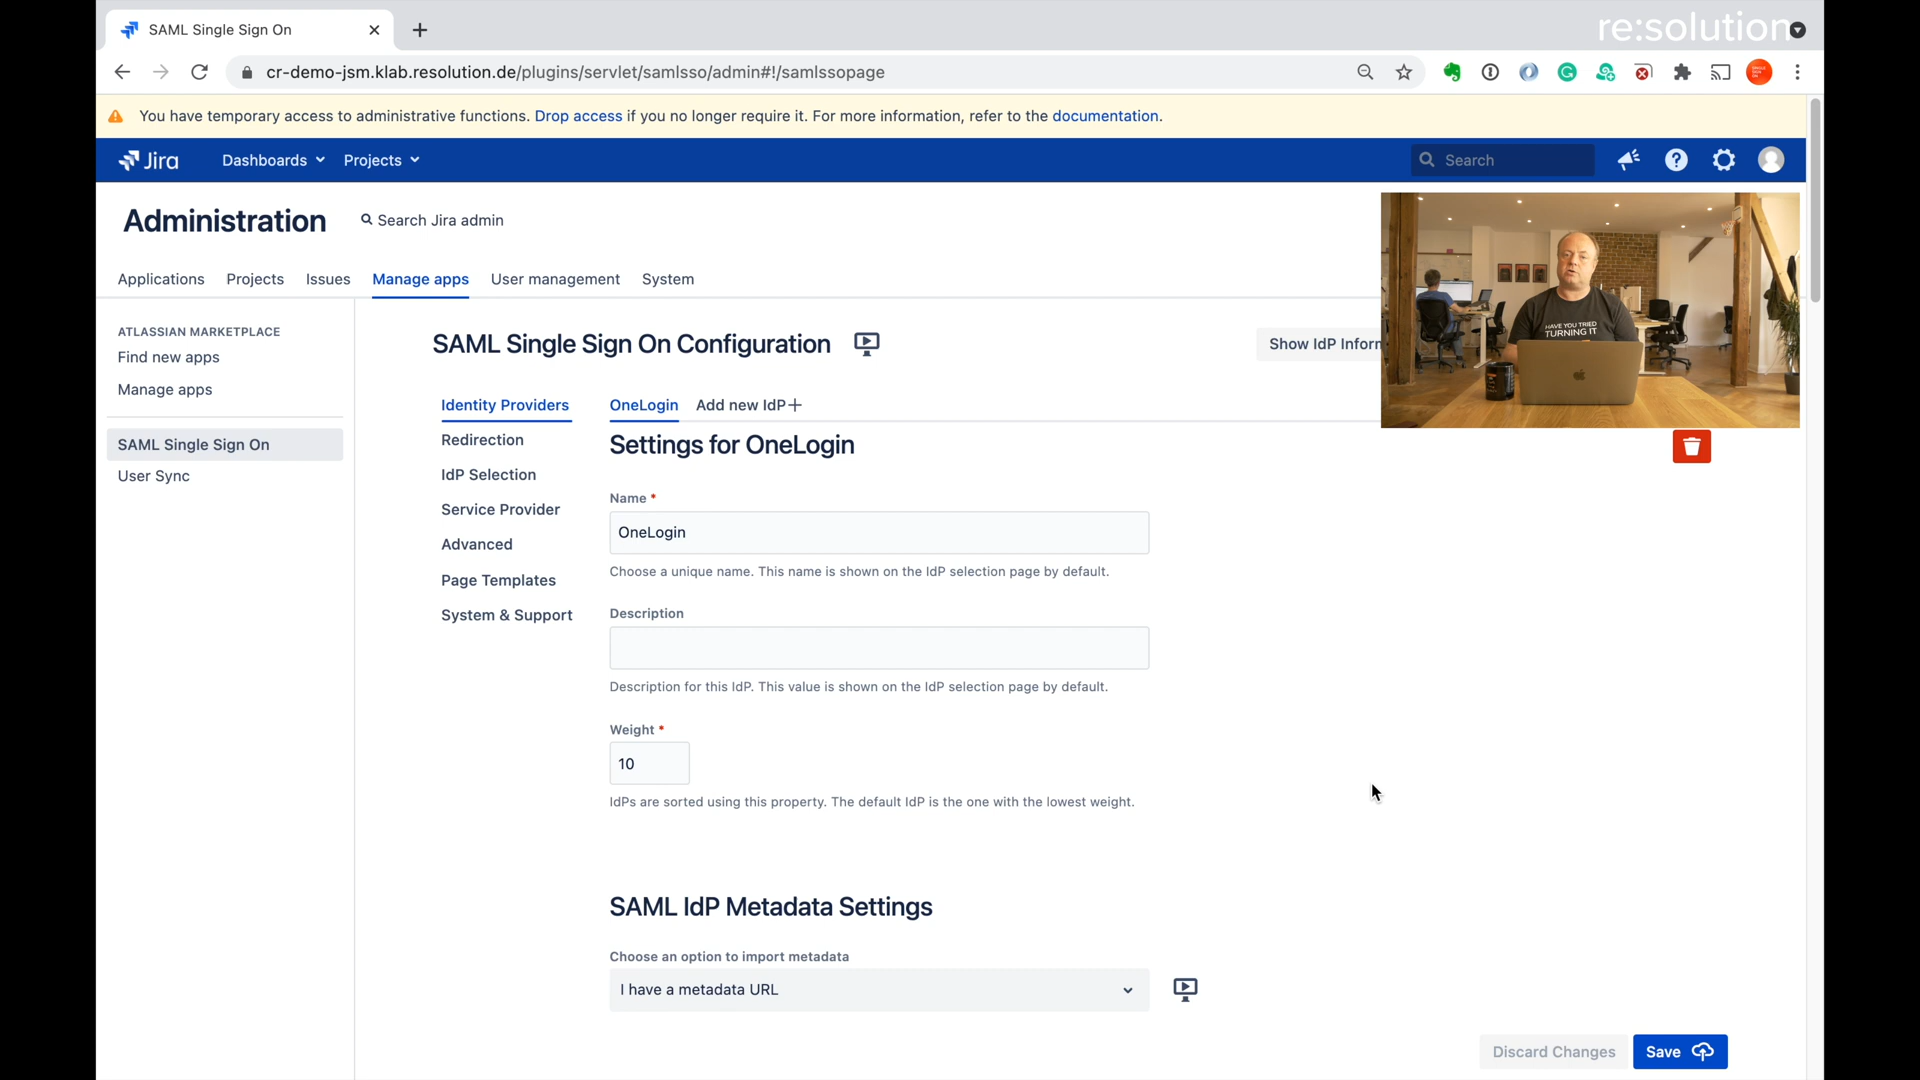 SAML Single Sign On
re:solution
cr-demo-jsm.klab.resolution.de/plugins/servlet/samlsso/admin#!/samlssopage
You have temporary access to administrative functions. Drop access if you no longer require it. For more information, refer to the documentation.
Jira
Dashboards
Projects
Search
Administration
Search Jira admin
Applications
Projects
Issues
Manage apps
User management
System
HAVE YOU TRIED
TURNING IT
ATLASSIAN MARKETPLACE
Find new apps
Manage apps
SAML Single Sign On
User Sync
SAML Single Sign On Configuration
Show IdP Inform
Identity Providers
Redirection
IdP Selection
Service Provider
Advanced
Page Templates
System & Support
OneLogin
Add new IdP+
Settings for OneLogin
Name *
OneLogin
Choose a unique name. This name is shown on the IdP selection page by default.
Description
Description for this IdP. This value is shown on the IdP selection page by default.
Weight *
10
IdPs are sorted using this property. The default IdP is the one with the lowest weight.
SAML IdP Metadata Settings
Choose an option to import metadata
I have a metadata URL
Discard Changes
Save